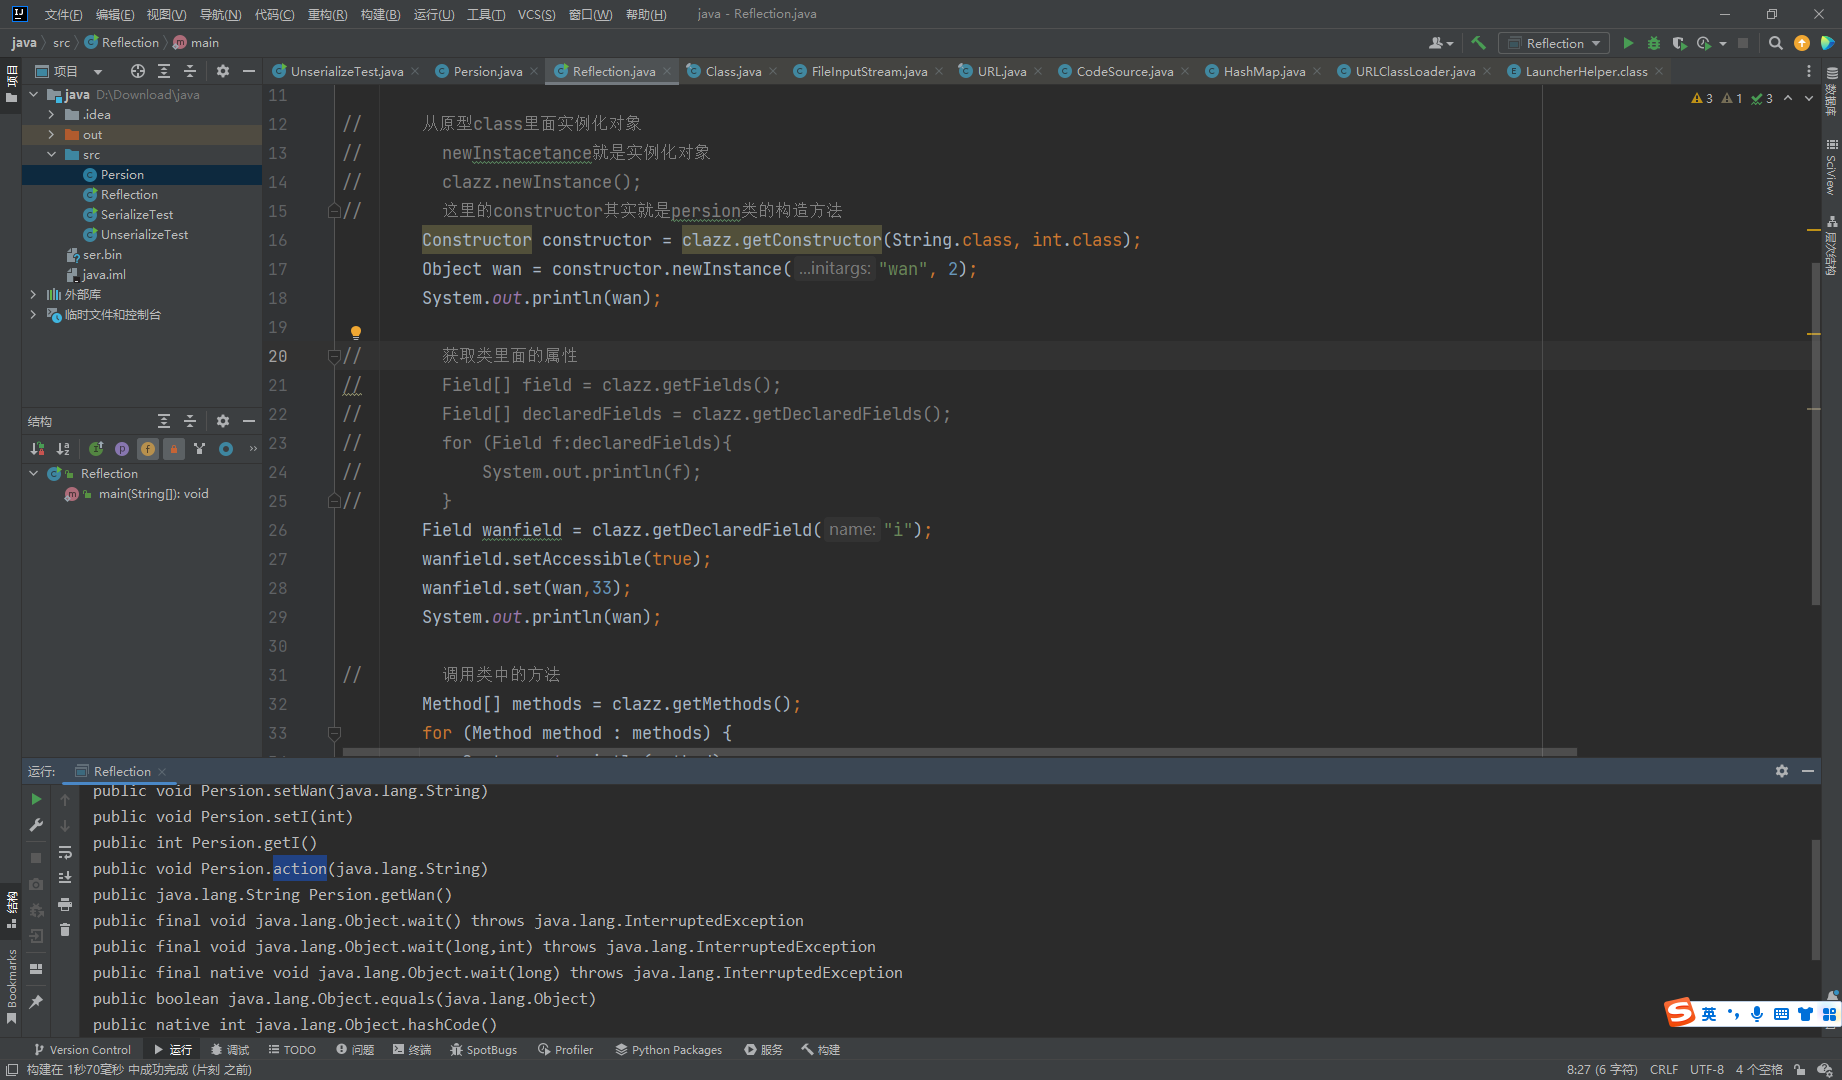 文件(F) 编辑(E) 视图(V) 导航(N) 代码(C) 重构(R) 构建(B) 运行(U) 工具(T) VCS(S) 窗口(W) 帮助(H) java - Reflection.java
java src Reflection main
Reflection
项目
UnserializeTest.java Persion.java Reflection.java Class.java FileInputStream.java URL.java CodeSource.java HashMap.java URLClassLoader.java LauncherHelper.class
项目
java D:\Download\java
.idea
out
src
Persion
Reflection
SerializeTest
UnserializeTest
ser.bin
java.iml
外部库
临时文件和控制台
结构
Reflection
main(String[]): void
3 1 3
11
12 // 从原型class里面实例化对象
13 // newInstacetance就是实例化对象
14 // clazz.newInstance();
15 // 这里的constructor其实就是persion类的构造方法
16 Constructor constructor = clazz.getConstructor(String.class, int.class);
17 Object wan = constructor.newInstance( ...initargs: "wan", 2);
18 System.out.println(wan);
19
20 // 获取类里面的属性
21 // Field[] field = clazz.getFields();
22 // Field[] declaredFields = clazz.getDeclaredFields();
23 // for (Field f:declaredFields){
24 // System.out.println(f);
25 // }
26 Field wanfield = clazz.getDeclaredField( name: "i");
27 wanfield.setAccessible(true);
28 wanfield.set(wan,33);
29 System.out.println(wan);
30
31 // 调用类中的方法
32 Method[] methods = clazz.getMethods();
33 for (Method method : methods) {
数据库
SciView
层次结构
运行: Reflection
public void Persion.setWan(java.lang.String)
public void Persion.setI(int)
public int Persion.getI()
public void Persion.action(java.lang.String)
public java.lang.String Persion.getWan()
public final void java.lang.Object.wait() throws java.lang.InterruptedException
public final void java.lang.Object.wait(long,int) throws java.lang.InterruptedException
public final native void java.lang.Object.wait(long) throws java.lang.InterruptedException
public boolean java.lang.Object.equals(java.lang.Object)
public native int java.lang.Object.hashCode()
结构
Bookmarks
英
Version Control 运行 调试 TODO 问题 终端 SpotBugs Profiler Python Packages 服务 构建
构建在 1秒70毫秒 中成功完成 (片刻 之前) 8:27 (6 字符) CRLF UTF-8 4 个空格